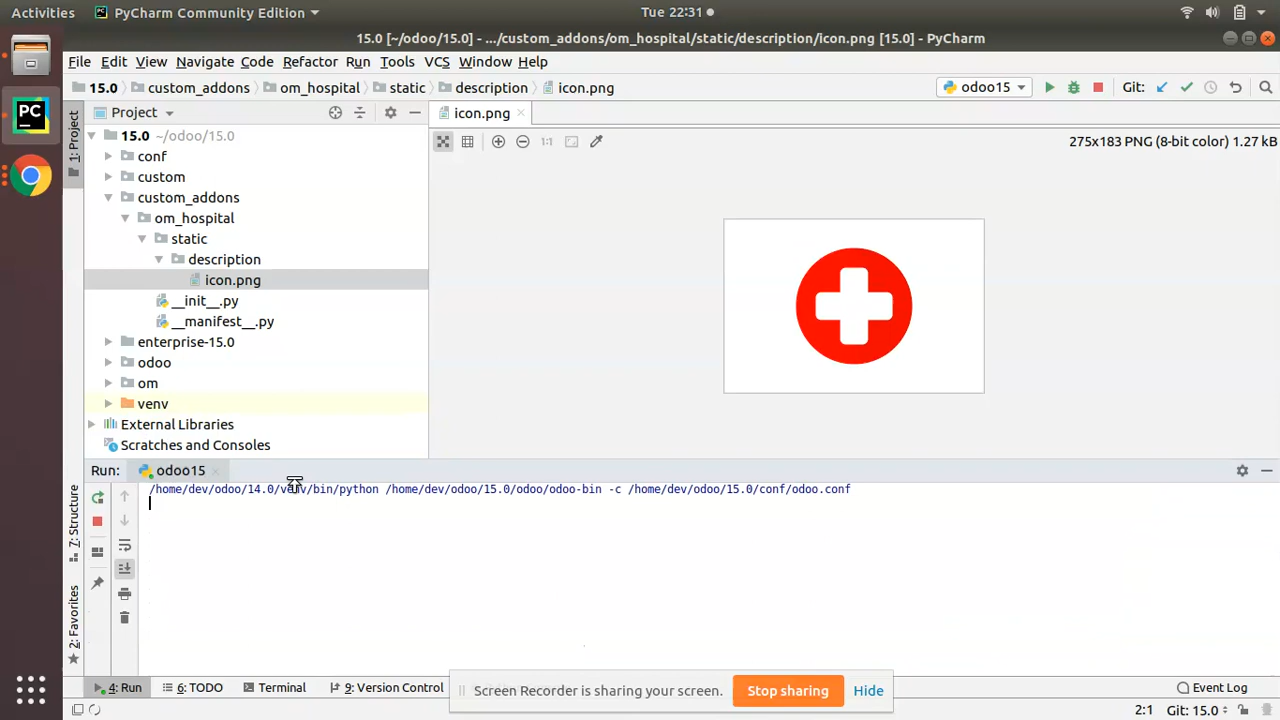 Activities
PyCharm Community Edition
Tue 22:31
15.0 [~/odoo/15.0] - .../custom_addons/om_hospital/static/description/icon.png [15.0] - PyCharm
File Edit View Navigate Code Refactor Run Tools VCS Window Help
15.0 custom_addons om_hospital static description icon.png
odoo15
Git:
1: Project
Project
icon.png
15.0 ~/odoo/15.0
275x183 PNG (8-bit color) 1.27 kB
conf
custom
custom_addons
om_hospital
static
description
icon.png
__init__.py
__manifest__.py
enterprise-15.0
odoo
om
venv
External Libraries
Scratches and Consoles
Run: odoo15
/home/dev/odoo/14.0/venv/bin/python /home/dev/odoo/15.0/odoo/odoo-bin -c /home/dev/odoo/15.0/conf/odoo.conf
7: Structure
2: Favorites
4: Run 6: TODO Terminal 9: Version Control
Event Log
Screen Recorder is sharing your screen. Stop sharing Hide
2:1 Git: 15.0